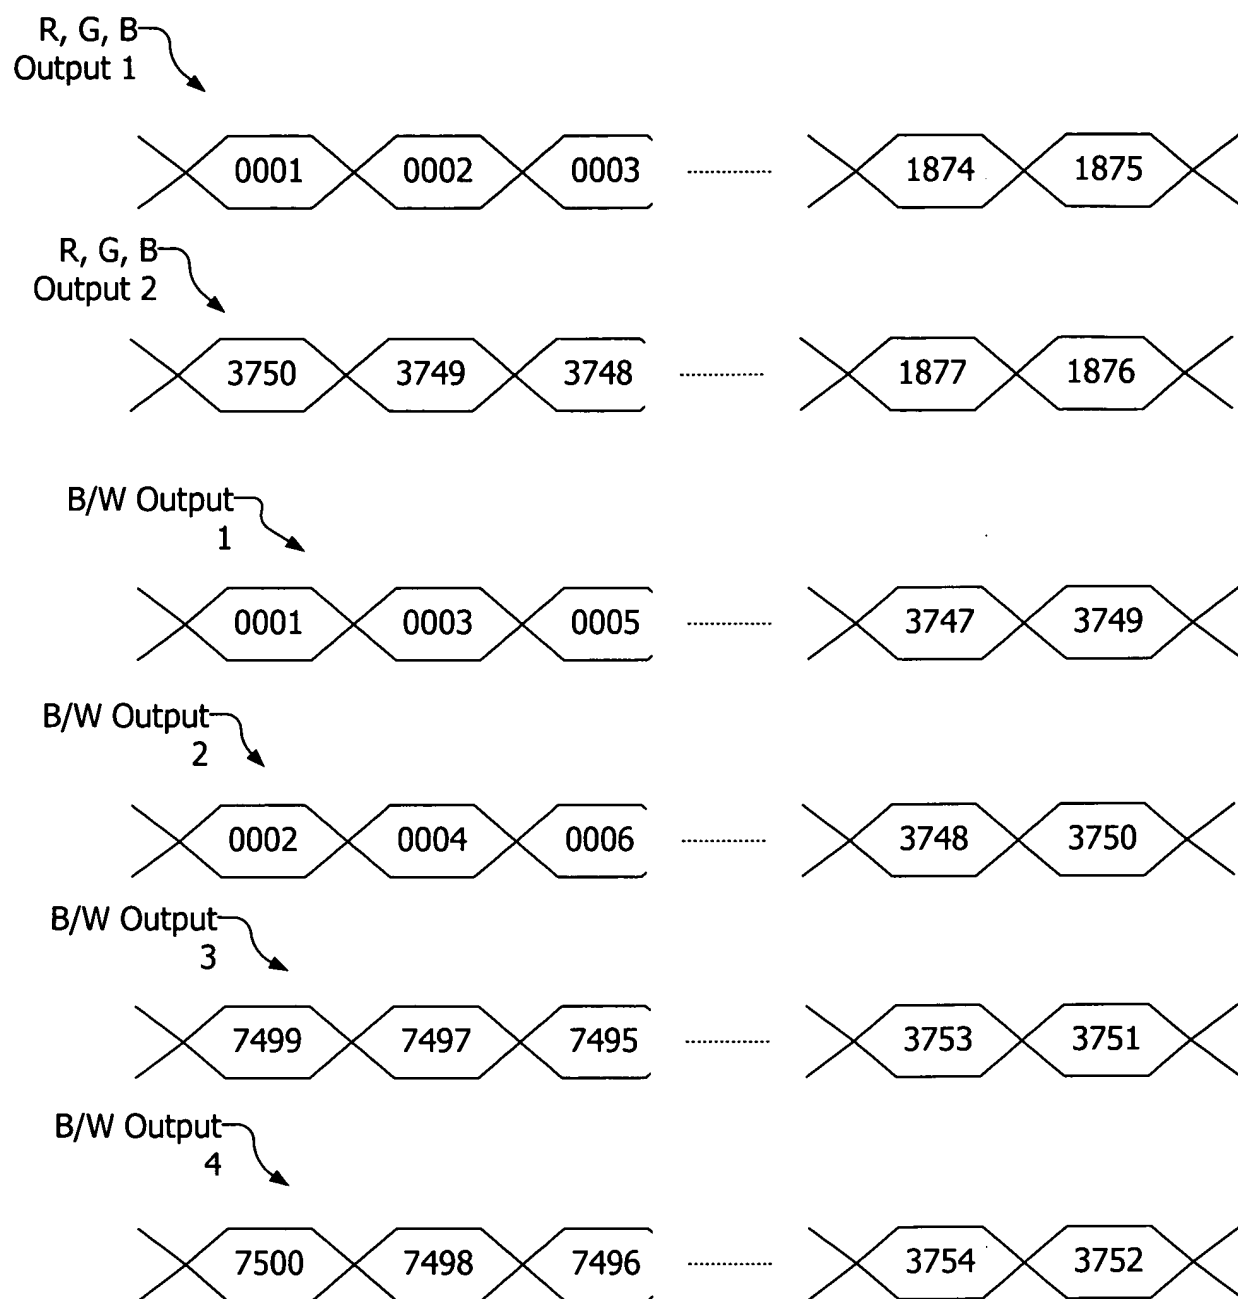 R, G, B
Output 1
0001 0002 0003 1874 1875
R, G, B
Output 2
3750 3749 3748 1877 1876
B/W Output
1
0001 0003 0005 3747 3749
B/W Output
2
0002 0004 0006 3748 3750
B/W Output
3
7499 7497 7495 3753 3751
B/W Output
4
7500 7498 7496 3754 3752